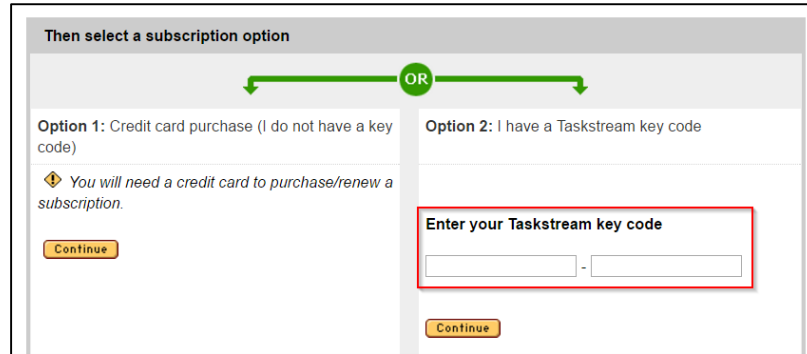 Then select a subscription option
OR
Option 1: Credit card purchase (I do not have a key
code)
You will need a credit card to purchase/renew a
subscription.
Continue
Option 2: I have a Taskstream key code
Enter your Taskstream key code
-
Continue